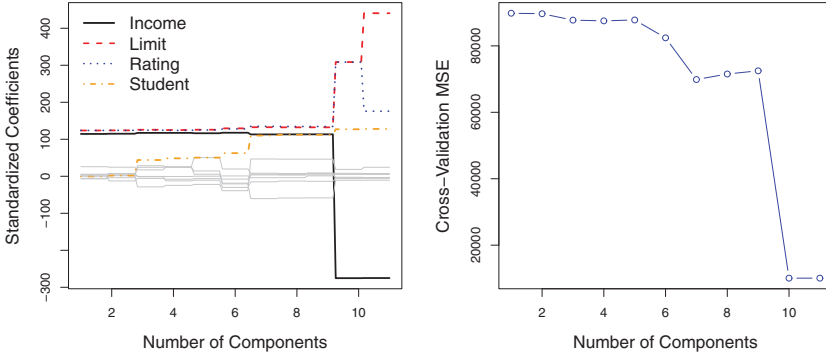 Standardized Coefficients
400
300
200
100
0
−100
−300
Income
Limit
Rating
Student
2 4 6 8 10
Number of Components
Cross−Validation MSE
80000
60000
40000
20000
2 4 6 8 10
Number of Components